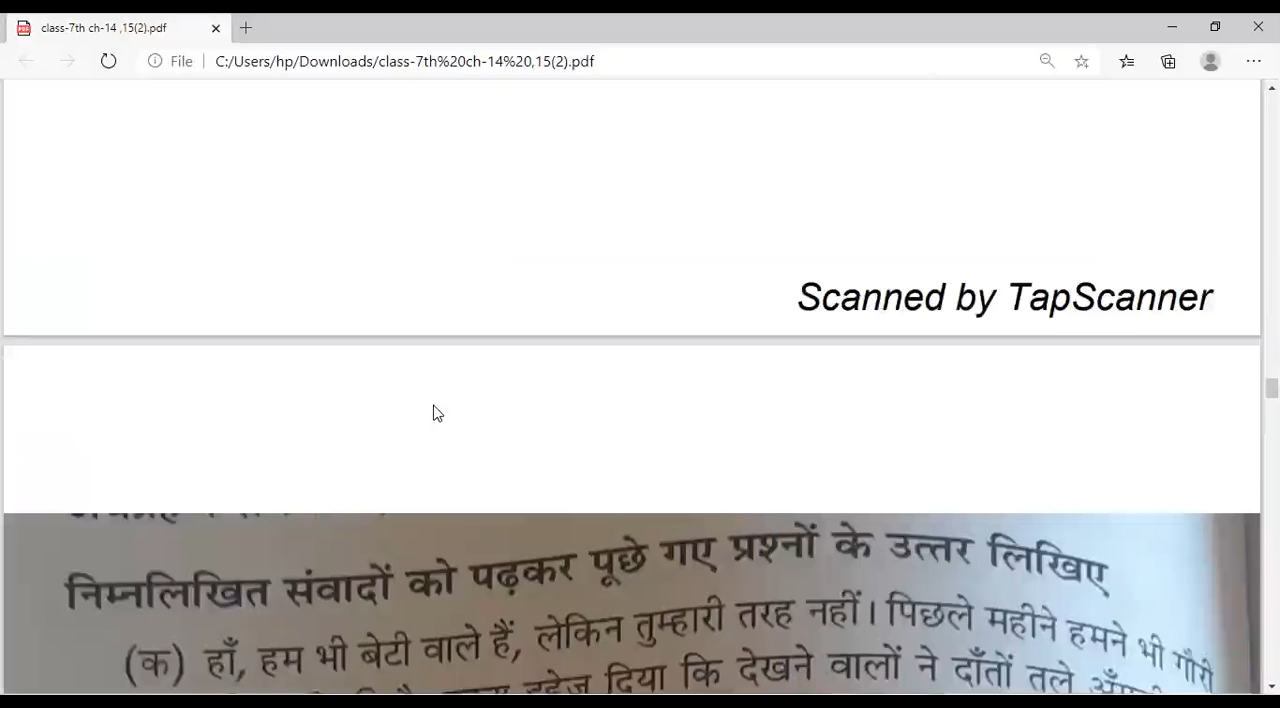 class-7th ch-14 ,15(2).pdf
File
C:/Users/hp/Downloads/class-7th%20ch-14%20,15(2).pdf
Scanned by TapScanner
निम्नलिखित संवादों को पढ़कर पूछे गए प्रश्नों के उत्तर लिखिए
(क) हाँ, हम भी बेटी वाले हैं, लेकिन तुम्हारी तरह नहीं। पिछले महीने हमने भी गौरी
दहेज दिया कि देखने वालों ने दाँतों तले